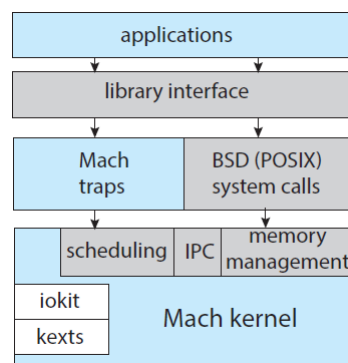 applications
library interface
Mach
traps
BSD (POSIX)
system calls
scheduling
IPC
memory
management
iokit
kexts
Mach kernel